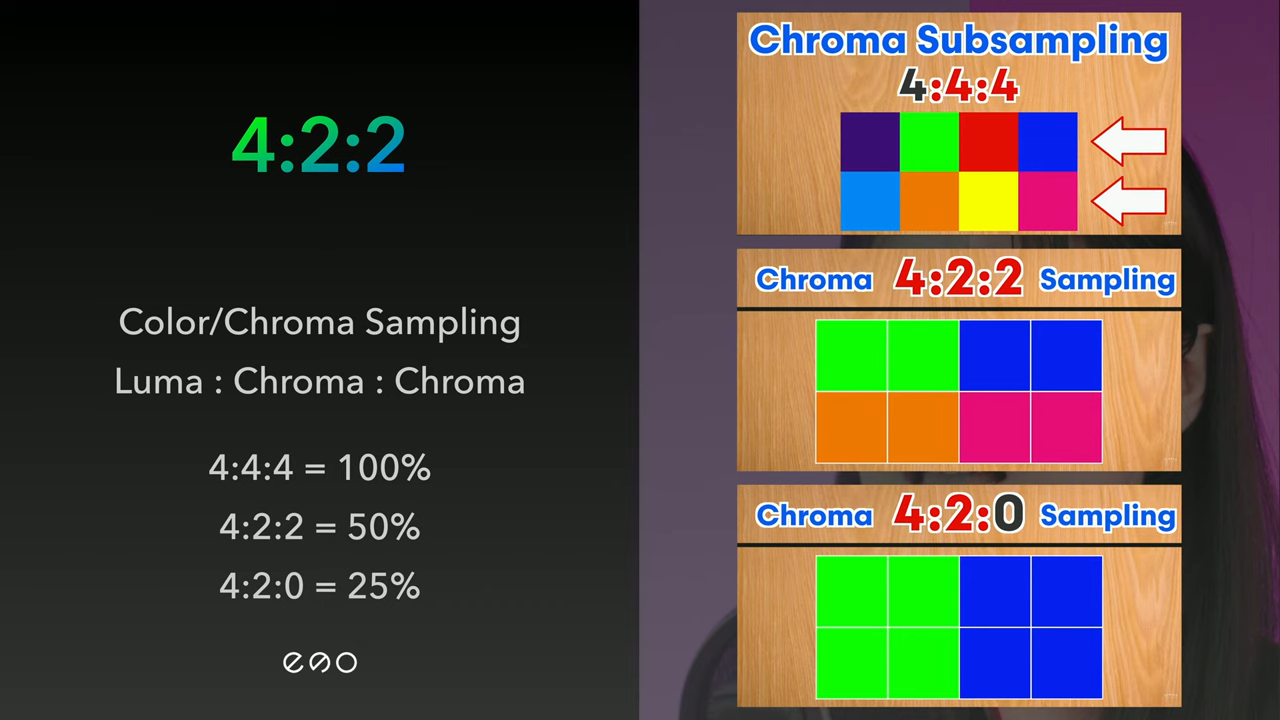 4:2:2
Color/Chroma Sampling
Luma : Chroma : Chroma
4:4:4 = 100%
4:2:2 = 50%
4:2:0 = 25%
eno
Chroma Subsampling
4:4:4
Chroma 4:2:2 Sampling
Chroma 4:2:0 Sampling